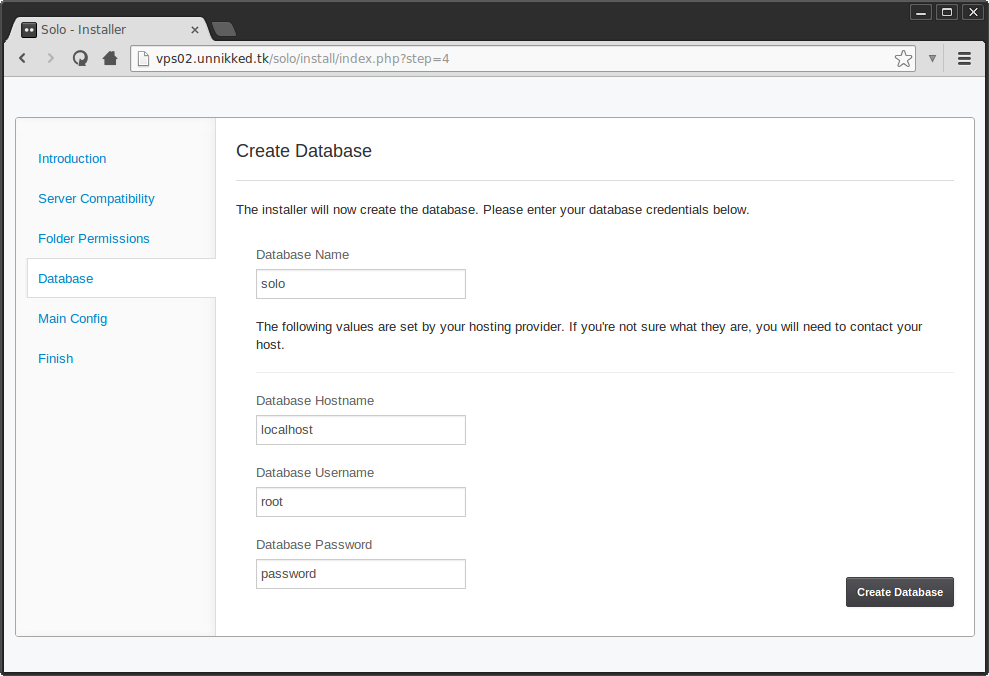 Solo - Installer
vps02.unnikked.tk/solo/install/index.php?step=4
Introduction
Server Compatibility
Folder Permissions
Database
Main Config
Finish
Create Database
The installer will now create the database. Please enter your database credentials below.
Database Name
solo
The following values are set by your hosting provider. If you're not sure what they are, you will need to contact your
host.
Database Hostname
localhost
Database Username
root
Database Password
password
Create Database